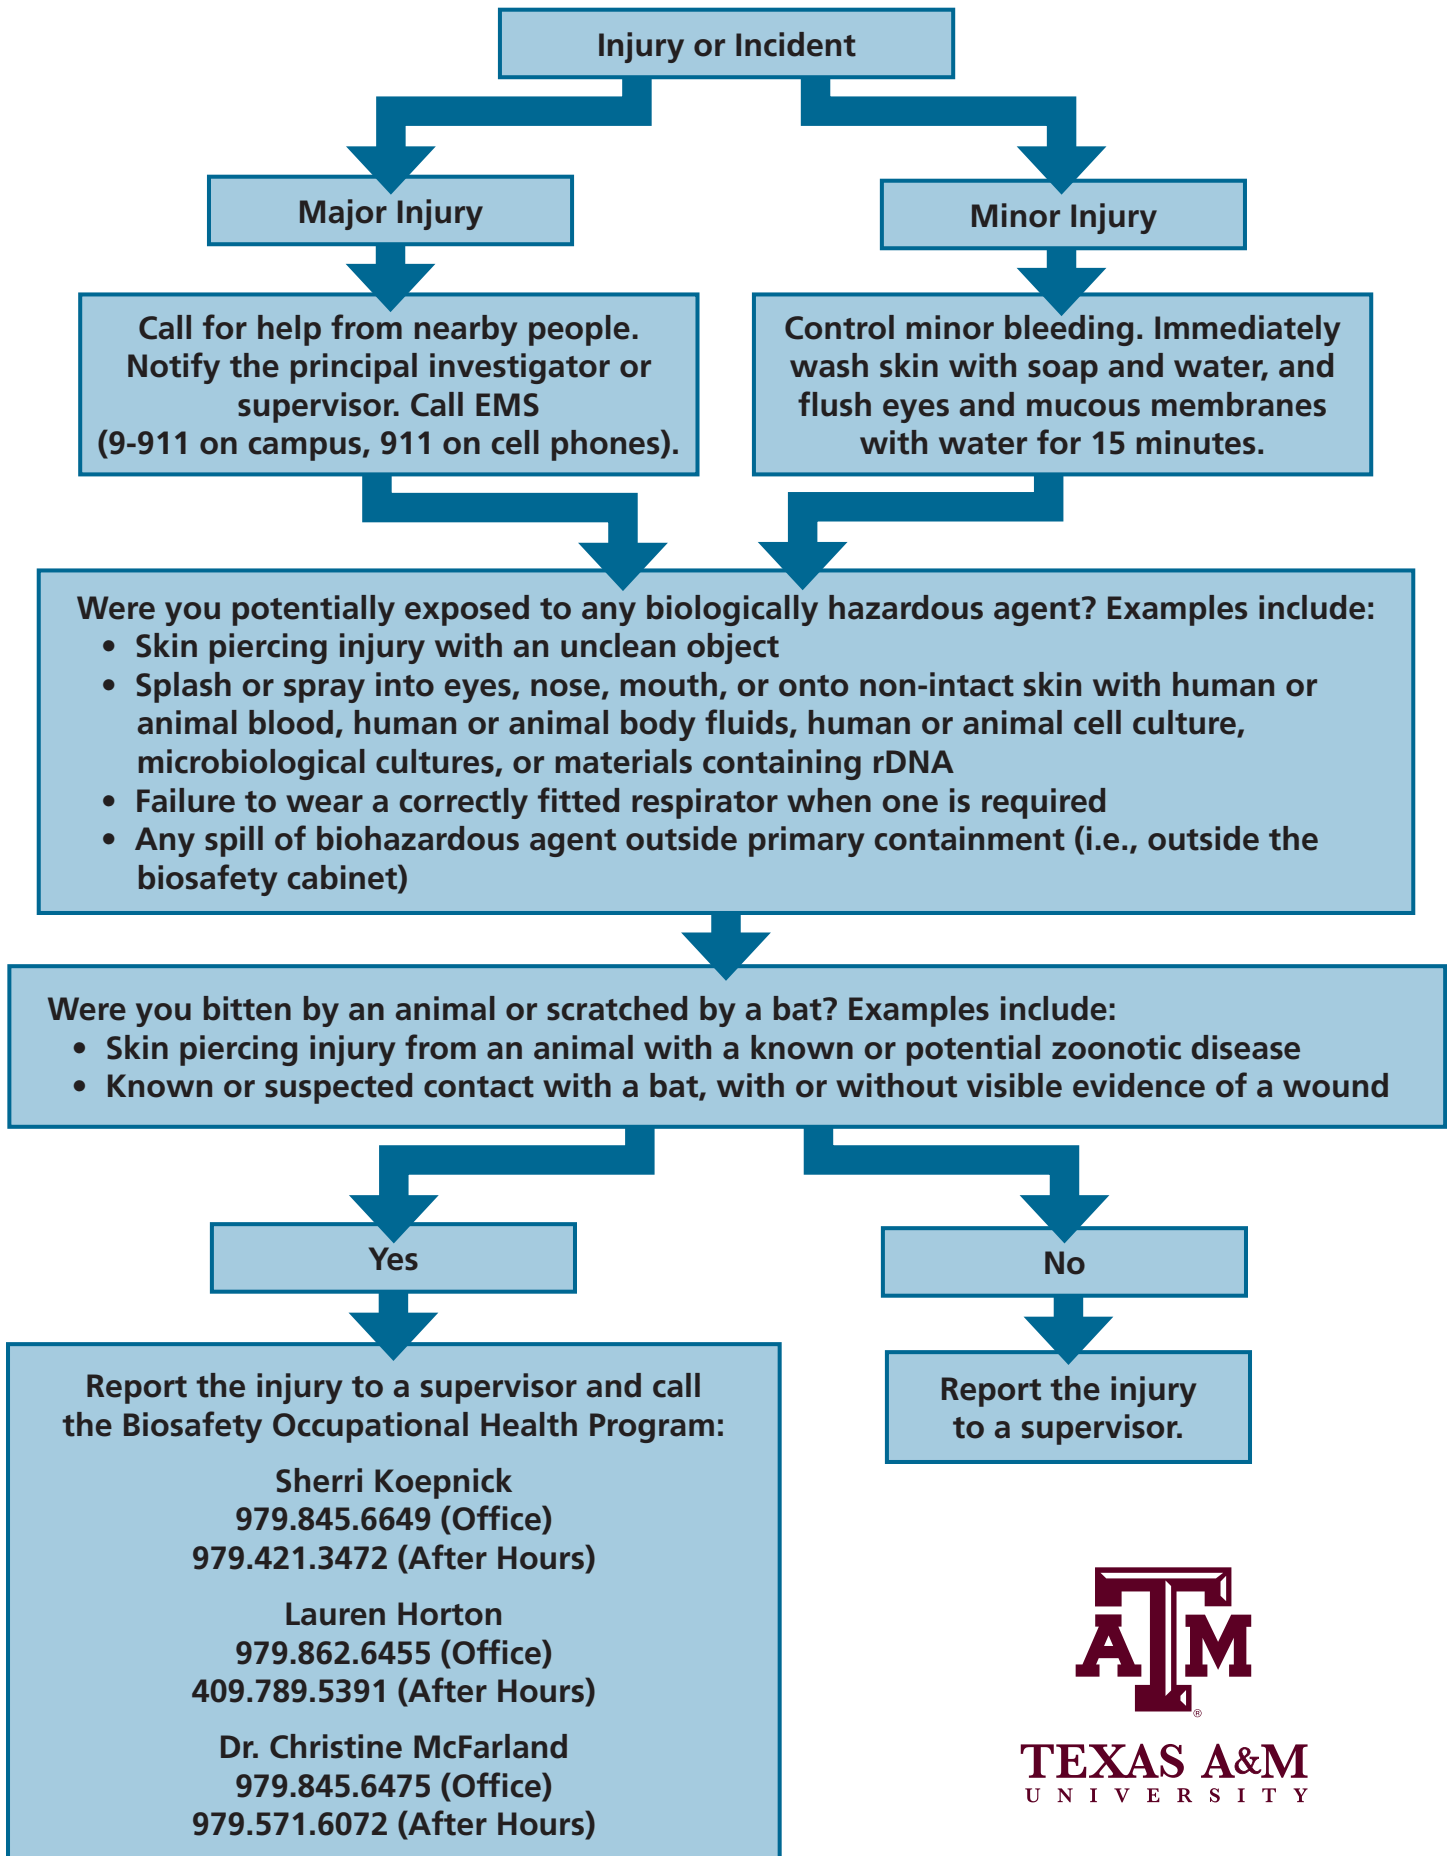 Injury or Incident
Major Injury
Minor Injury
Call for help from nearby people.
Notify the principal investigator or
supervisor. Call EMS
(9-911 on campus, 911 on cell phones).
Control minor bleeding. Immediately
wash skin with soap and water, and
flush eyes and mucous membranes
with water for 15 minutes.
Were you potentially exposed to any biologically hazardous agent? Examples include:
• Skin piercing injury with an unclean object
• Splash or spray into eyes, nose, mouth, or onto non-intact skin with human or
animal blood, human or animal body fluids, human or animal cell culture,
microbiological cultures, or materials containing rDNA
• Failure to wear a correctly fitted respirator when one is required
• Any spill of biohazardous agent outside primary containment (i.e., outside the
biosafety cabinet)
Were you bitten by an animal or scratched by a bat? Examples include:
• Skin piercing injury from an animal with a known or potential zoonotic disease
• Known or suspected contact with a bat, with or without visible evidence of a wound
Yes
No
Report the injury to a supervisor and call
the Biosafety Occupational Health Program:
Sherri Koepnick
979.845.6649 (Office)
979.421.3472 (After Hours)
Lauren Horton
979.862.6455 (Office)
409.789.5391 (After Hours)
Dr. Christine McFarland
979.845.6475 (Office)
979.571.6072 (After Hours)
Report the injury
to a supervisor.
ATM®
TEXAS A&M
UNIVERSITY